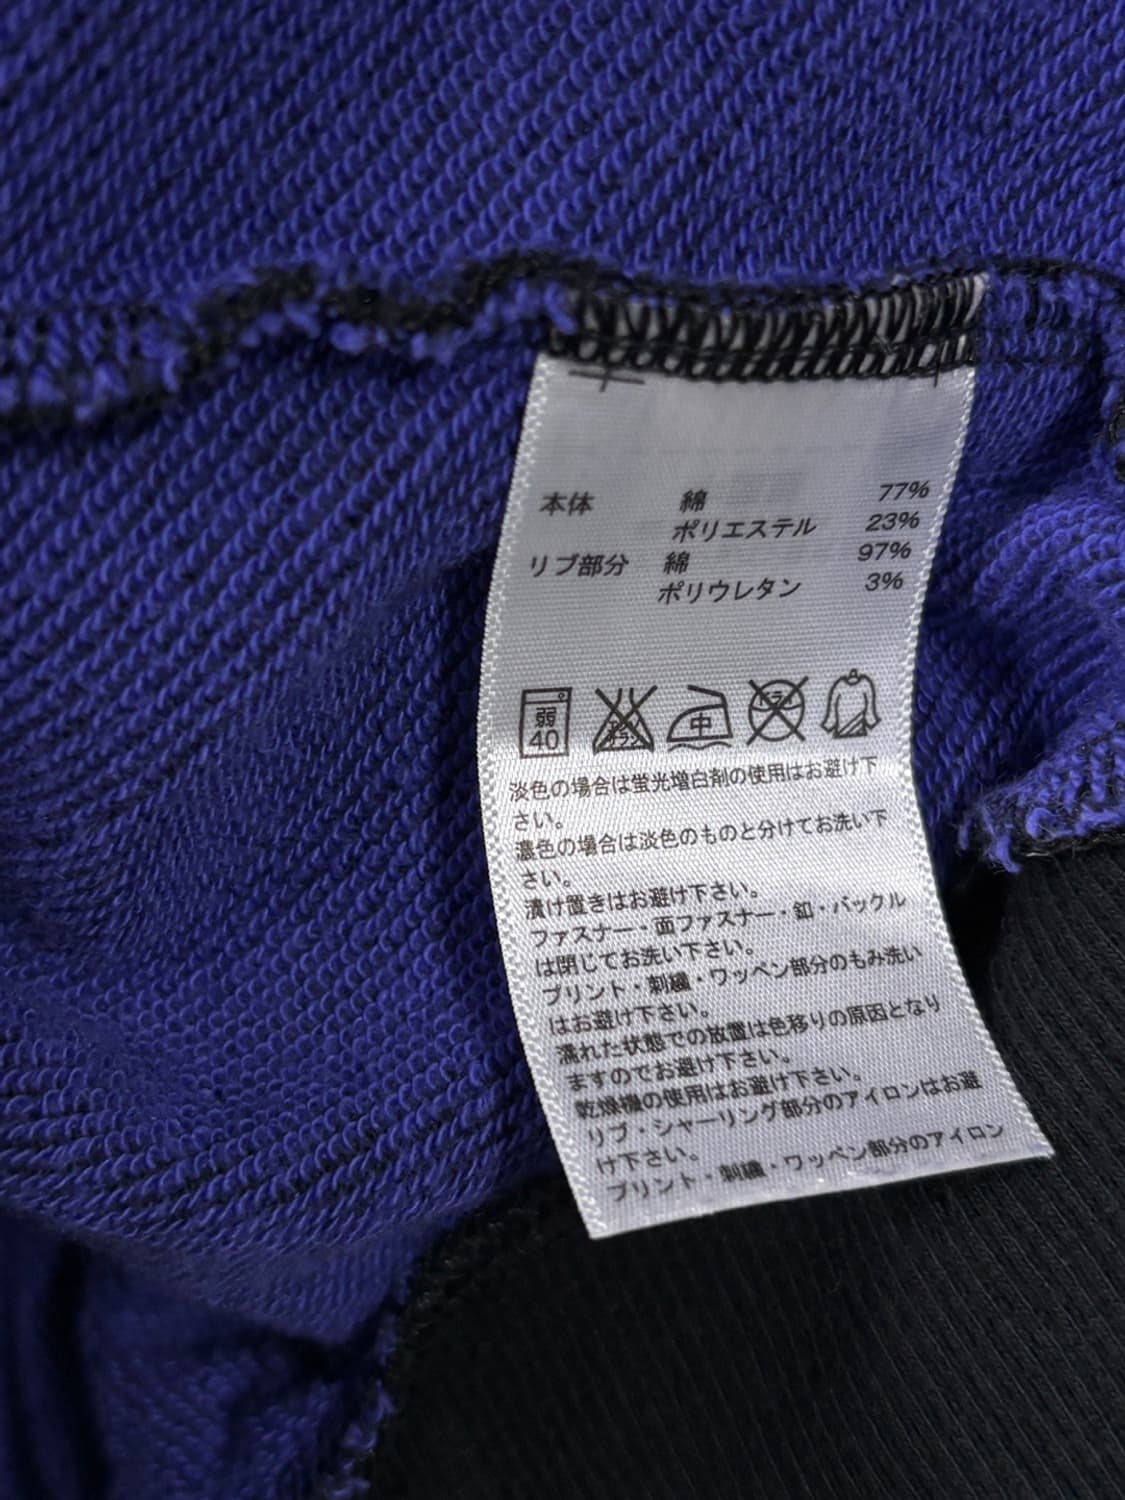 本体 綿 77%
ポリエステル 23%
リブ部分 綿 97%
ポリウレタン 3%
弱 40 エンソサラシ 中 ドライ
淡色の場合は蛍光増白剤の使用はお避け下
さい。
濃色の場合は淡色のものと分けてお洗い下
さい。
漬け置きはお避け下さい。
ファスナー・面ファスナー・釦・バックル
は閉じてお洗い下さい。
プリント・刺繍・ワッペン部分のもみ洗い
はお避け下さい。
濡れた状態での放置は色移りの原因となり
ますのでお避け下さい。
乾燥機の使用はお避け下さい。
リブ・シャーリング部分のアイロンはお避
け下さい。
プリント・刺繍・ワッペン部分のアイロン